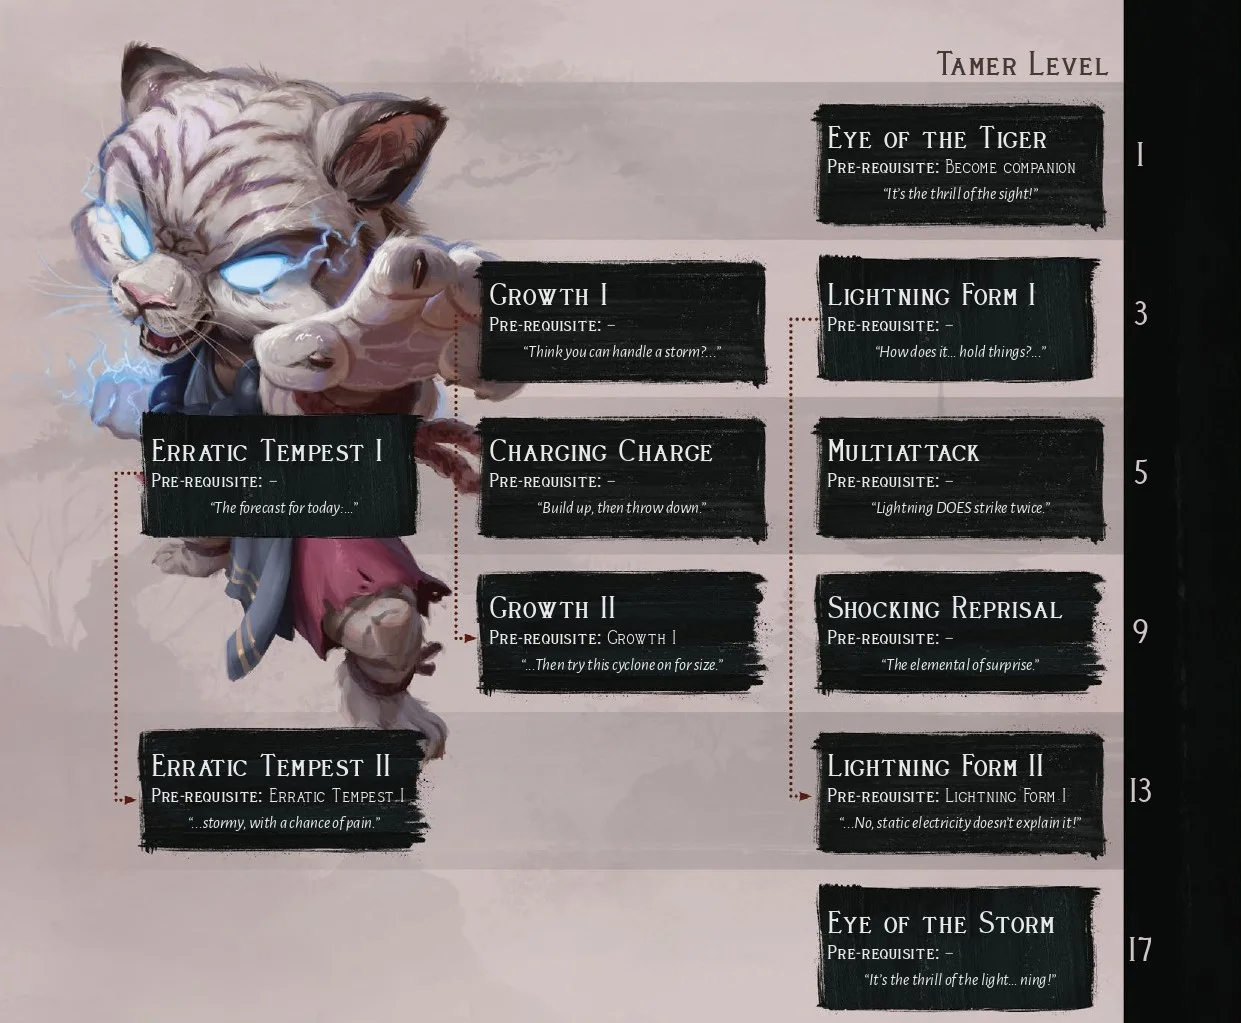 Tamer Level
Eye of the Tiger
Pre-requisite: Become companion
"It's the thrill of the sight!"
1
Growth I
Pre-requisite: –
"Think you can handle a storm?..."
Lightning Form I
Pre-requisite: –
"How does it... hold things?..."
3
Erratic Tempest I
Pre-requisite: –
"The forecast for today:..."
Charging Charge
Pre-requisite: –
"Build up, then throw down."
Multiattack
Pre-requisite: –
"Lightning DOES strike twice."
5
Growth II
Pre-requisite: Growth I
"...Then try this cyclone on for size."
Shocking Reprisal
Pre-requisite: –
"The elemental of surprise."
9
Erratic Tempest II
Pre-requisite: Erratic Tempest I
"...stormy, with a chance of pain."
Lightning Form II
Pre-requisite: Lightning Form I
"...No, static electricity doesn't explain it!"
13
Eye of the Storm
Pre-requisite: –
"It's the thrill of the light... ning!"
17